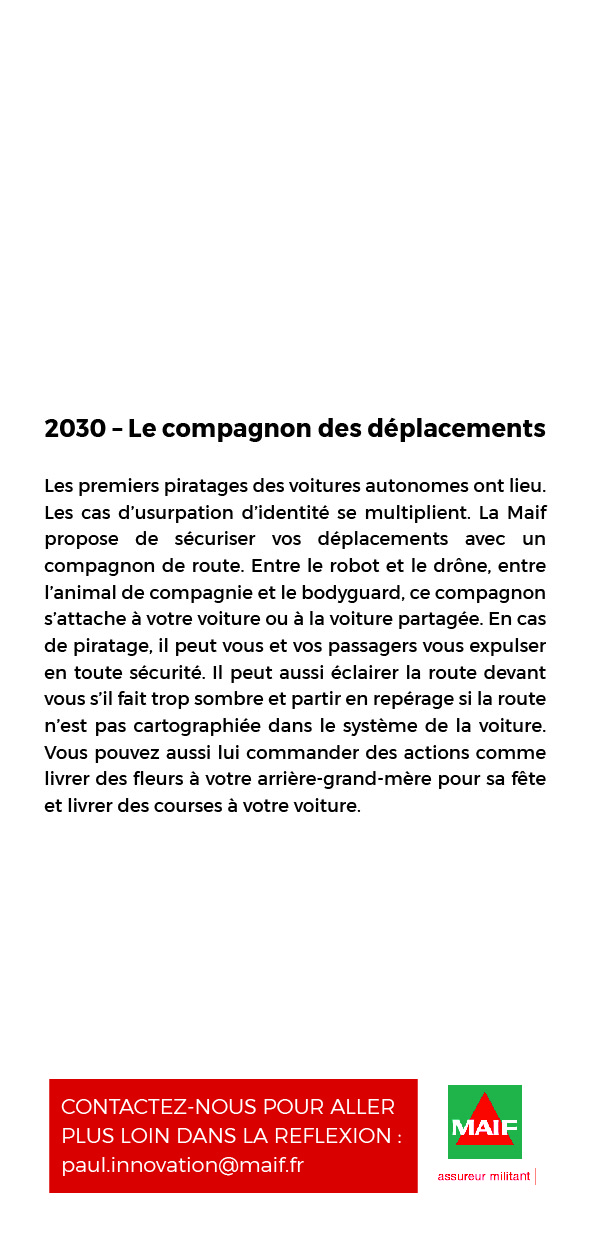 2030 – Le compagnon des déplacements
Les premiers piratages des voitures autonomes ont lieu.
Les cas d’usurpation d’identité se multiplient. La Maif
propose de sécuriser vos déplacements avec un
compagnon de route. Entre le robot et le drône, entre
l’animal de compagnie et le bodyguard, ce compagnon
s’attache à votre voiture ou à la voiture partagée. En cas
de piratage, il peut vous et vos passagers vous expulser
en toute sécurité. Il peut aussi éclairer la route devant
vous s’il fait trop sombre et partir en repérage si la route
n’est pas cartographiée dans le système de la voiture.
Vous pouvez aussi lui commander des actions comme
livrer des fleurs à votre arrière-grand-mère pour sa fête
et livrer des courses à votre voiture.
CONTACTEZ-NOUS POUR ALLER
PLUS LOIN DANS LA REFLEXION :
paul.innovation@maif.fr
MAIF
assureur militant